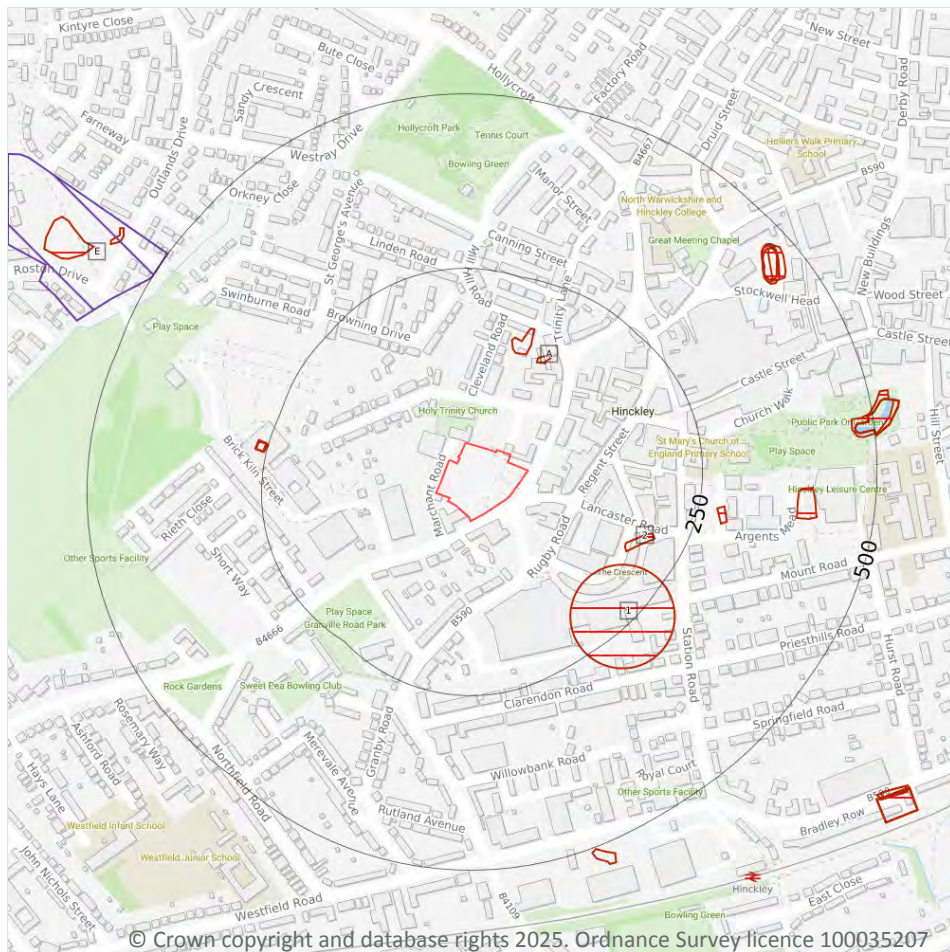 Kintyre Close
Bute Close
New Street
Derby Road
Hollycroft
Factory Road
Sandy
Crescent
Farneway
Outlands Drive
Hollycroft Park
Tennis Court
Druid Street
B4667
Holliers Walk Primary
School
Westray Drive
Bowling Green
B590
Orkney Close
Manor Street
North Warwickshire and
Hinckley College
St George's Avenue
Linden Road
Canning Street
Great Meeting Chapel
New Buildings
E
Roston Drive
Mill Hill Road
Swinburne Road
Trinity Lane
Stockwell Head
Wood Street
Play Space
Browning Drive
Castle Street
A
Cleveland Road
Castle Street
Holy Trinity Church
Hinckley
Church Walk
Public Park
Hill Street
Brick Kiln Street
St Mary's Church of
England Primary School
Play Space
Regent Street
Marchant Road
Hinckley Leisure Centre
Rieth Close
250
Lancaster Road
Argents Mead
2
Other Sports Facility
Short Way
Rugby Road
500
The Crescent
Mount Road
Play Space
Granville Road Park
1
B590
B4666
Priesthills Road
Station Road
Hurst Road
Rock Gardens
Sweet Pea Bowling Club
Clarendon Road
Rosemary Way
Springfield Road
Ashford Road
Granby Road
Merevale Avenue
Northfield Road
Willowbank Road
Royal Court
Hays Lane
Other Sports Facility
Rutland Avenue
Bradley Row
Westfield Infant School
John Nichols Street
Westfield Junior School
Hinckley
East Close
Westfield Road
B4109
Bowling Green
© Crown copyright and database rights 2025. Ordnance Survey licence 100035207